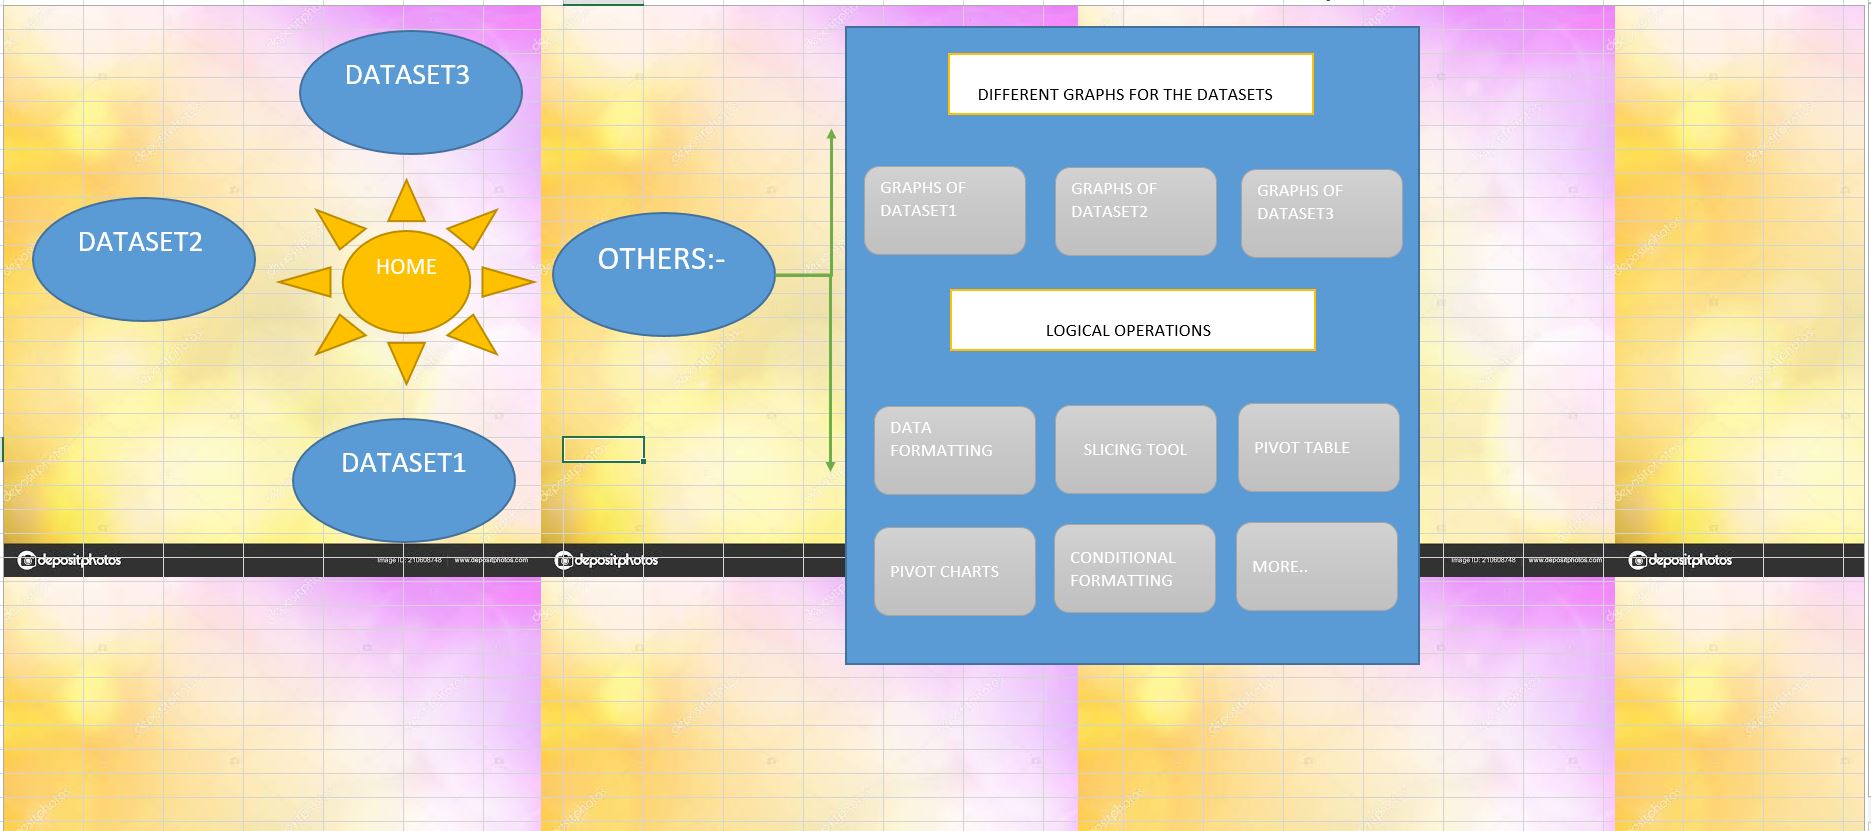 DATASET3
DATASET2
HOME
DATASET1
OTHERS:-
DIFFERENT GRAPHS FOR THE DATASETS
GRAPHS OF
DATASET1
GRAPHS OF
DATASET2
GRAPHS OF
DATASET3
LOGICAL OPERATIONS
DATA
FORMATTING
SLICING TOOL
PIVOT TABLE
PIVOT CHARTS
CONDITIONAL
FORMATTING
MORE..
depositphotos
Image ID: 210608748
www.depositphotos.com
depositphotos
Image ID: 210608748
www.depositphotos.com
depositphotos